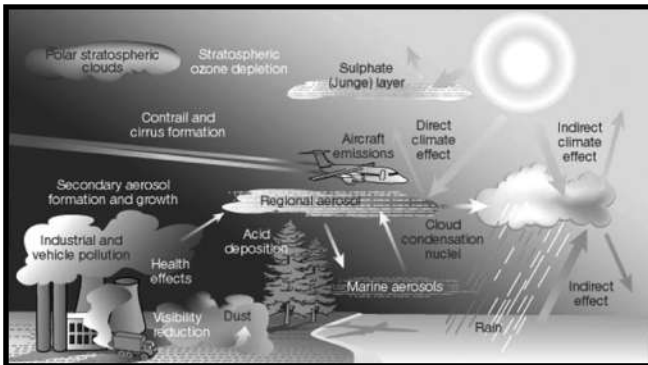 Polar stratospheric
clouds
Stratospheric
ozone depletion
Sulphate
(Junge) layer
Contrail and
cirrus formation
Aircraft
emissions
Direct
climate
effect
Indirect
climate
effect
Secondary aerosol
formation and growth
Regional aerosol
Industrial and
vehicle pollution
Acid
deposition
Cloud
condensation
nuclei
Health
effects
Marine aerosols
Visibility
reduction
Dust
Rain
Indirect
effect